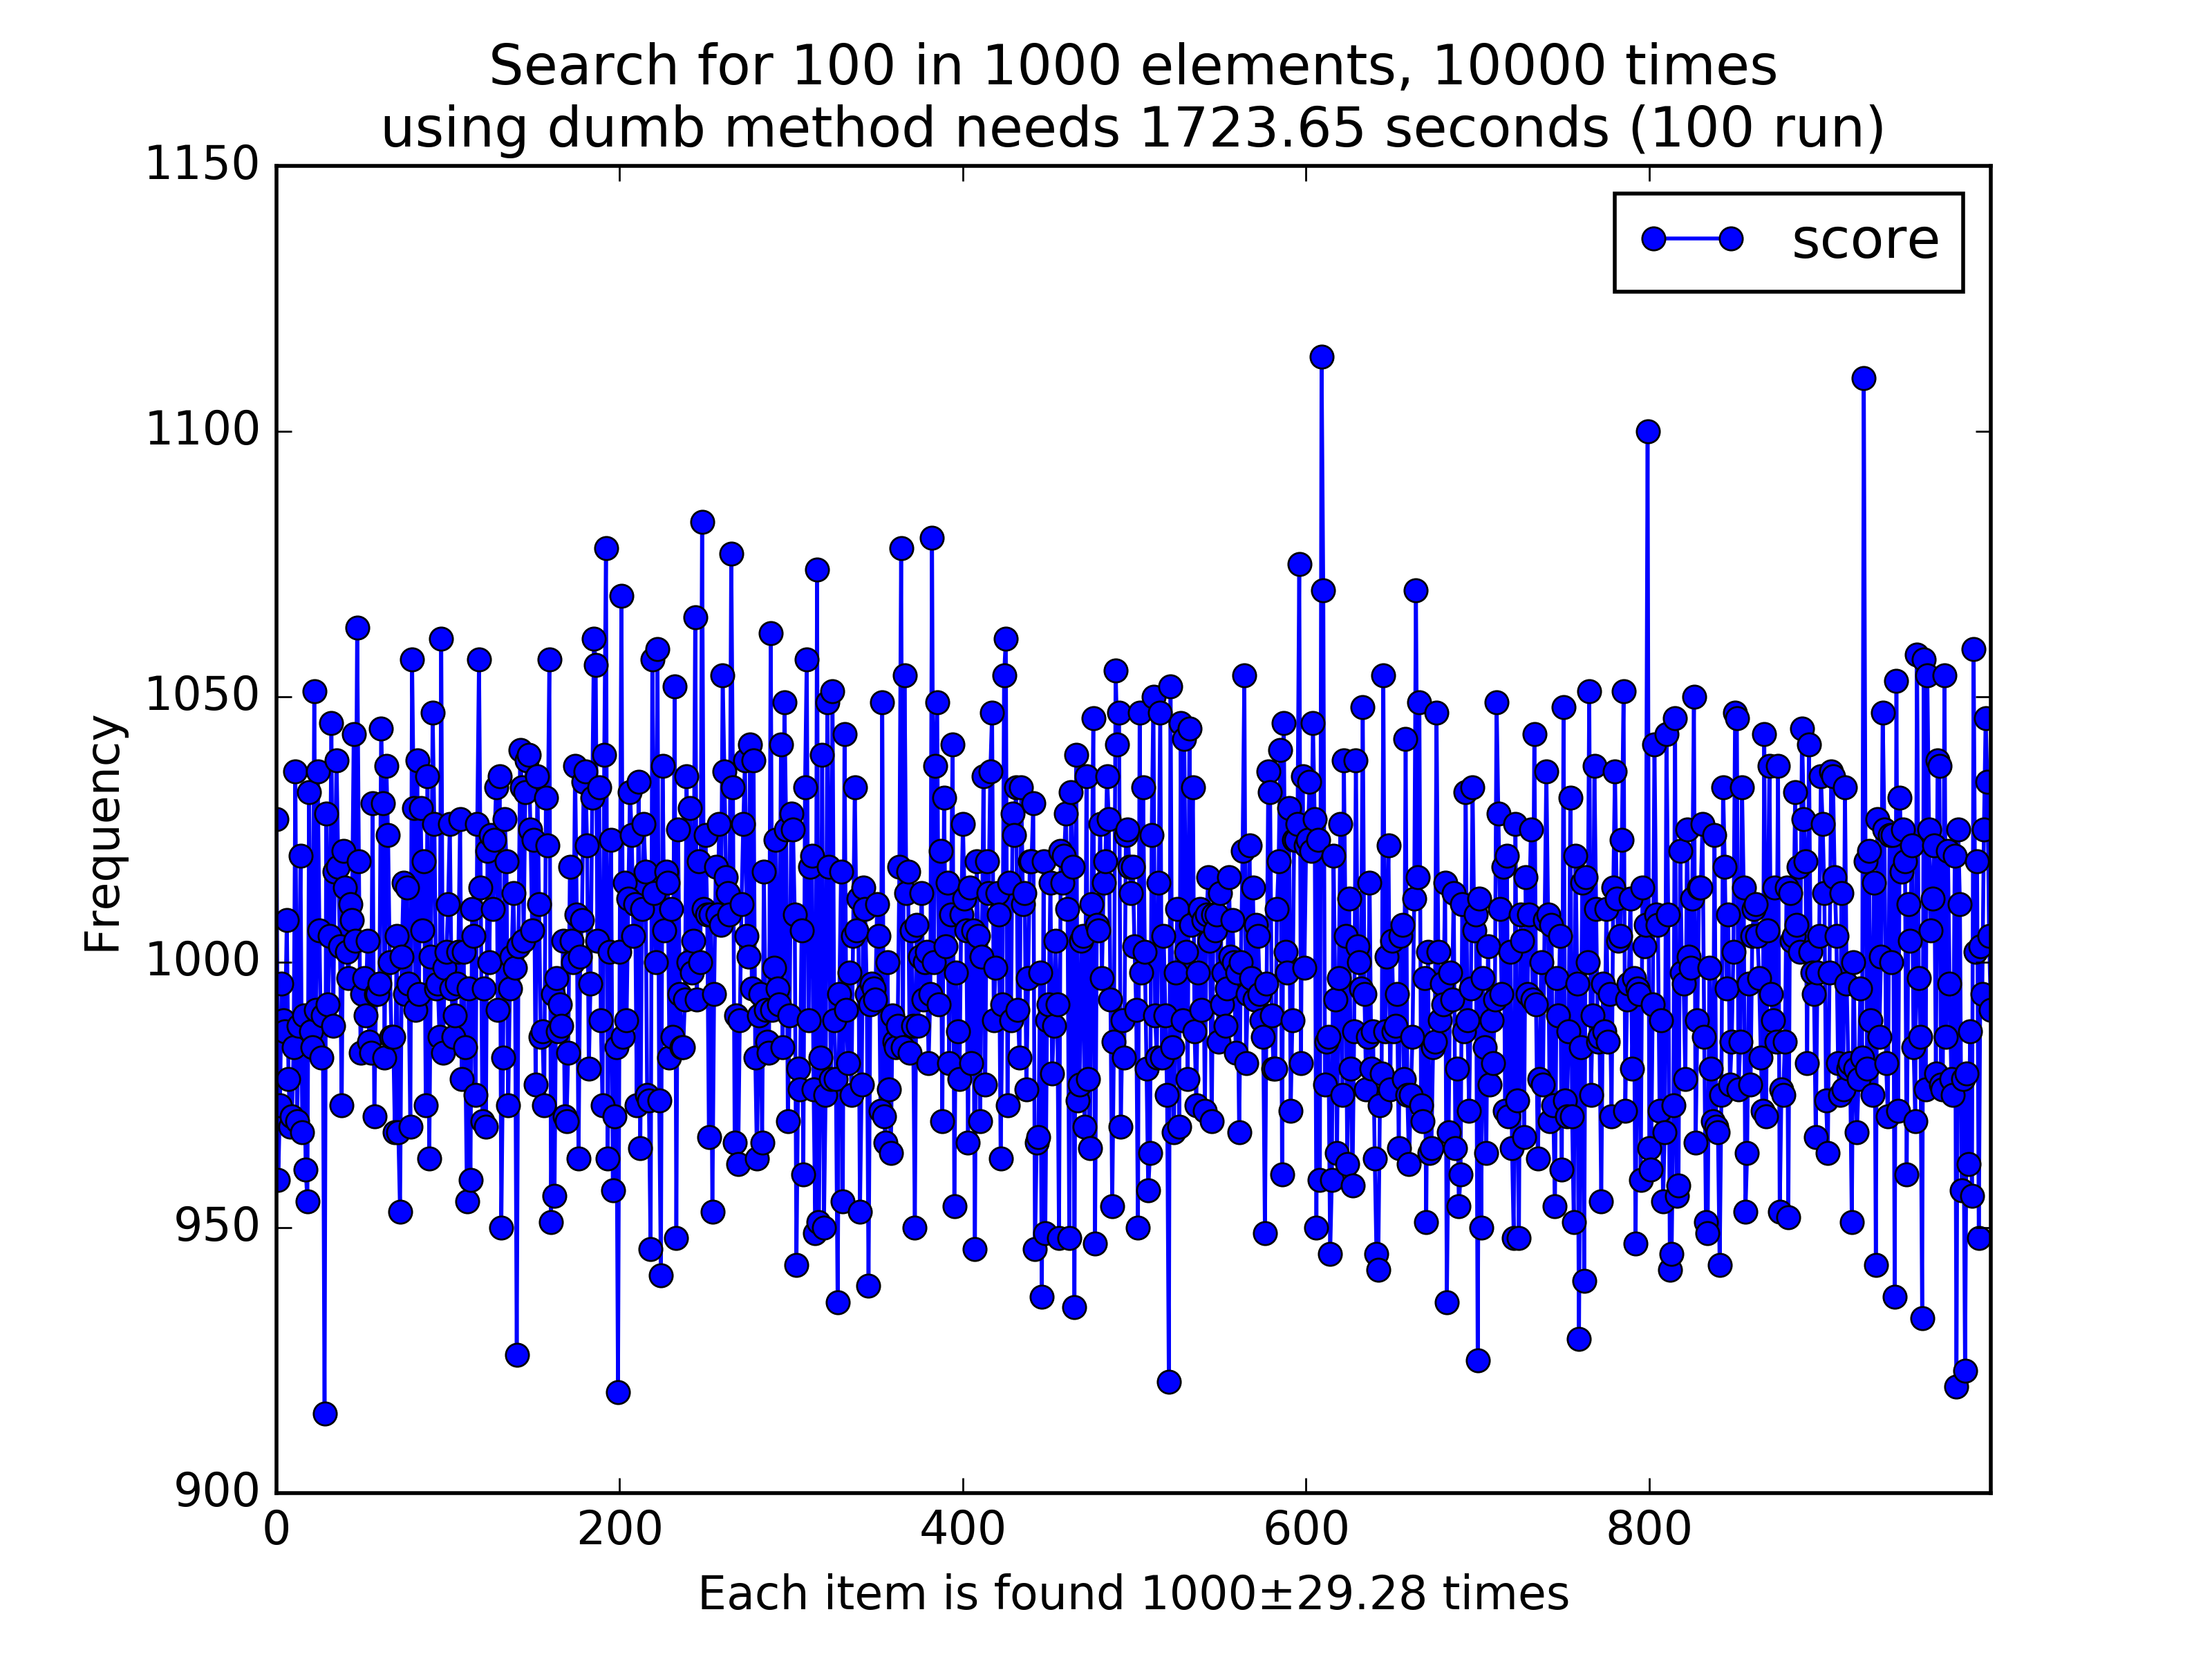 Search for 100 in 1000 elements, 10000 times
using dumb method needs 1723.65 seconds (100 run)
1150
score
1100
1050
Frequency
1000
950
900
0 200 400 600 800
Each item is found 1000±29.28 times